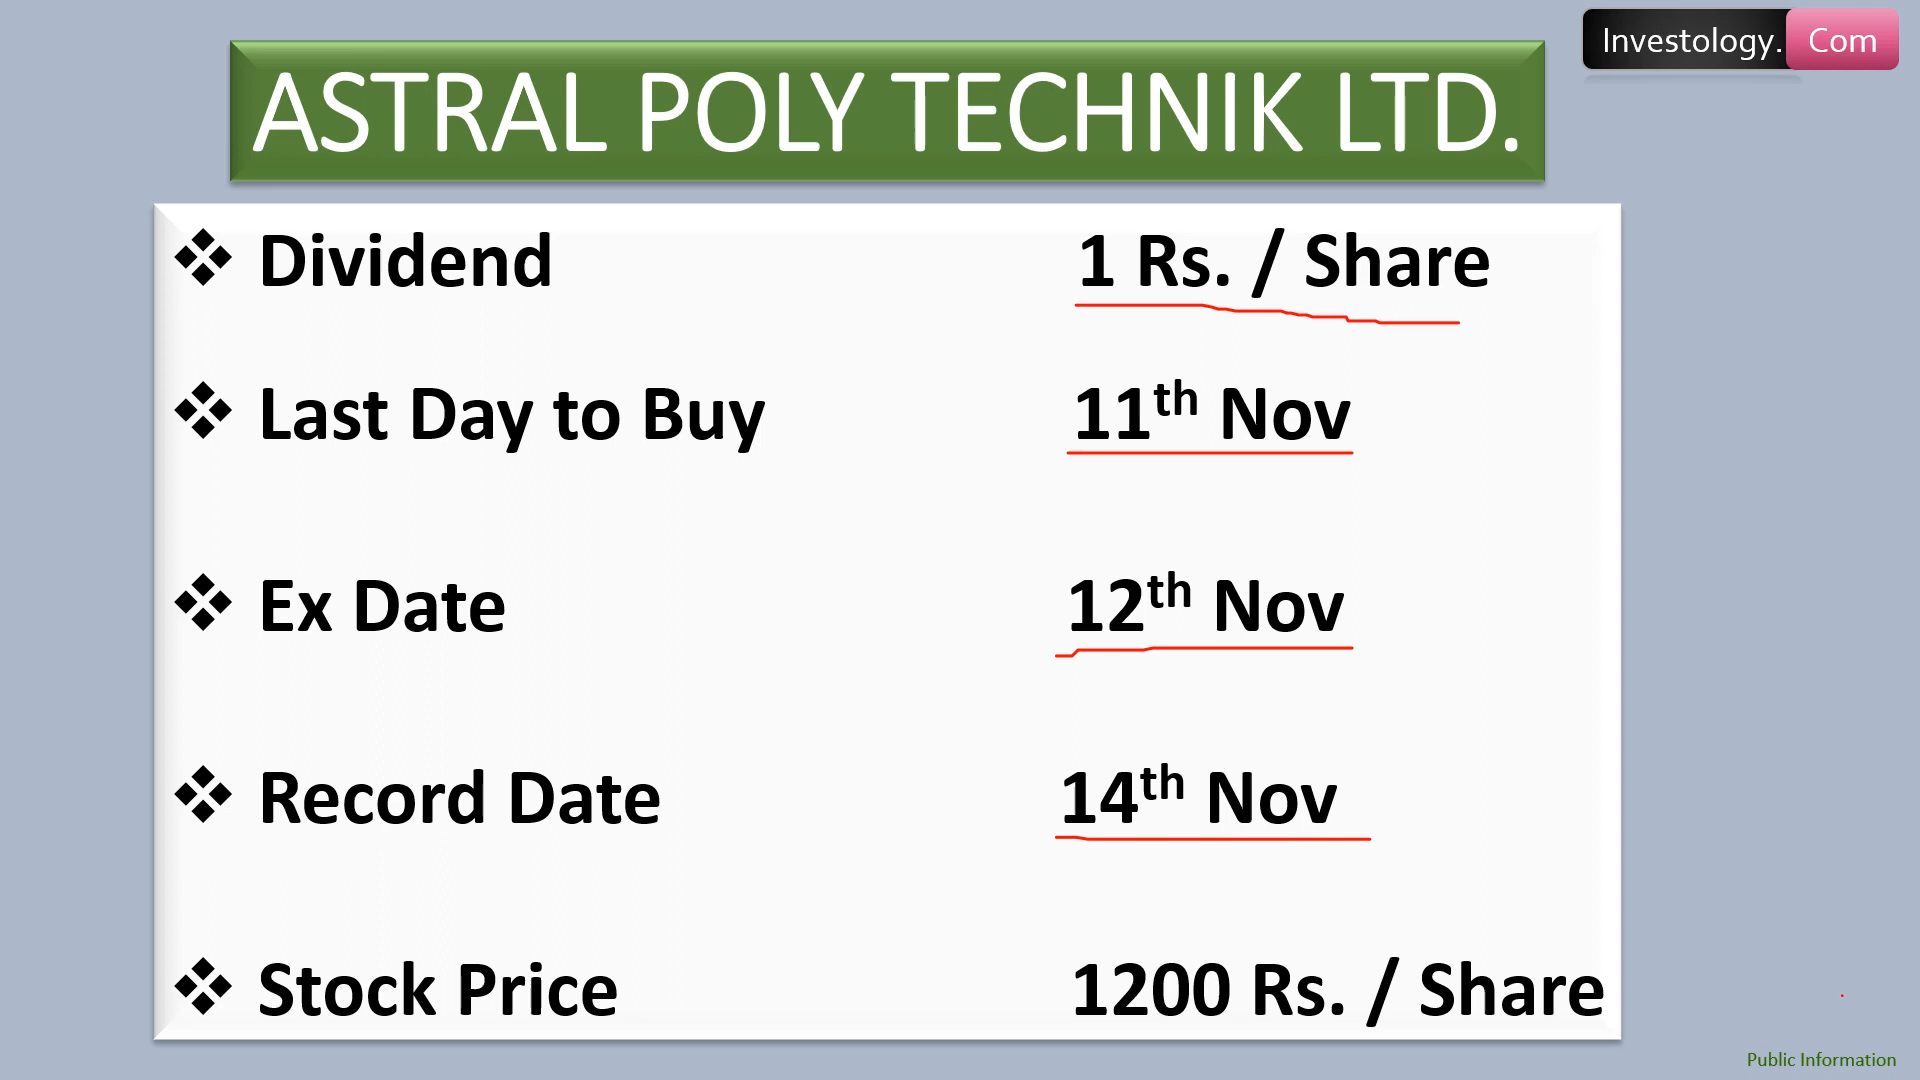 Investology. Com
ASTRAL POLY TECHNIK LTD.
Dividend 1 Rs. / Share
Last Day to Buy 11th Nov
Ex Date 12th Nov
Record Date 14th Nov
Stock Price 1200 Rs. / Share
Public Information